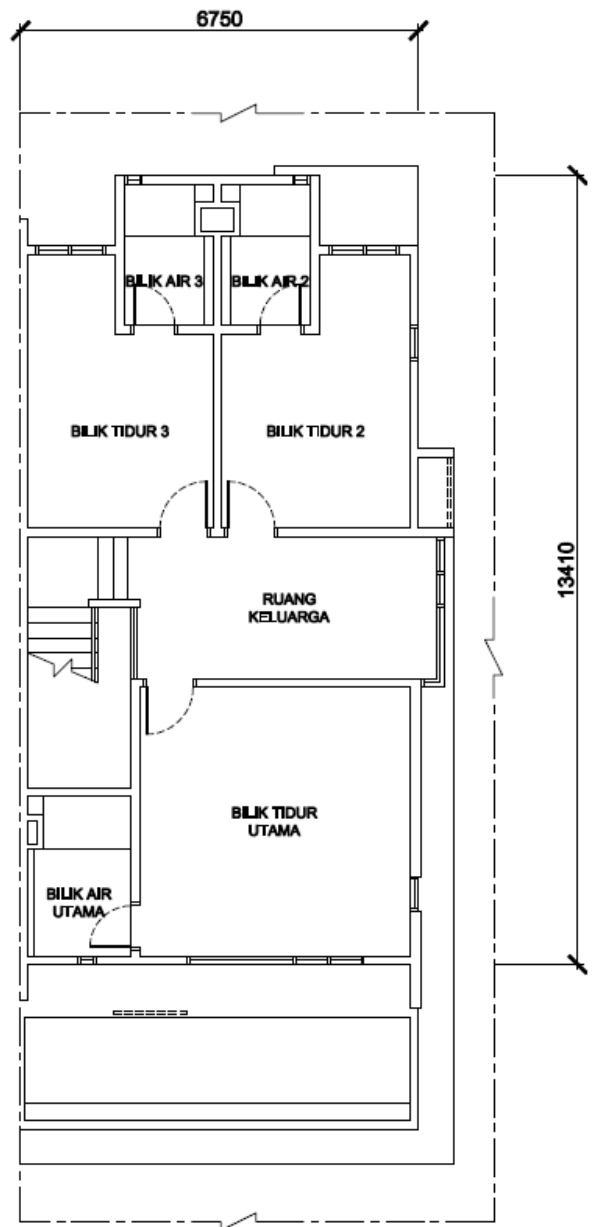 6750
BILIK AIR 3
BILIK AIR 2
BILIK TIDUR 3
BILIK TIDUR 2
13410
RUANG
KELUARGA
BILIK TIDUR
UTAMA
BILIK AIR
UTAMA